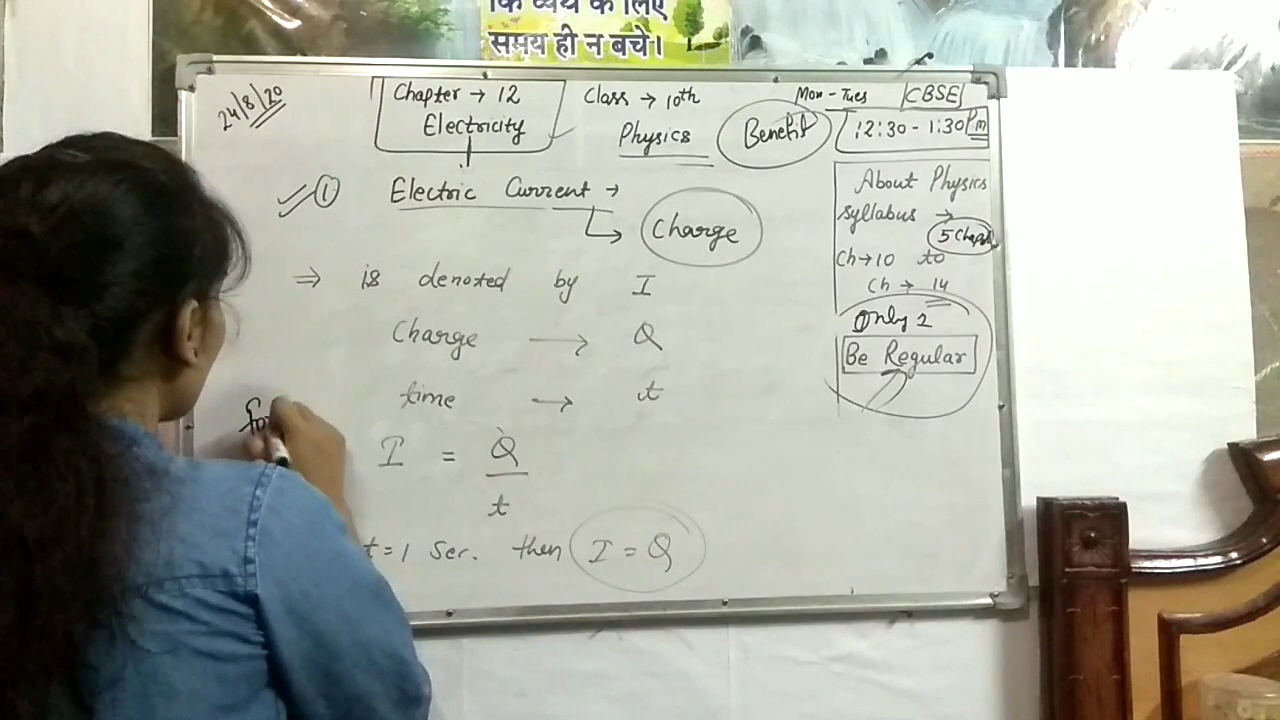 कि व्यर्थ के लिए
समय ही न बचे।
24/8/20
Chapter → 12
Electricity
Class → 10th
Physics
Benefit
Mon - Tues
CBSE
12:30 - 1:30 Pm
① Electric Current →
Charge
⇒ is denoted by I
Charge → Q
time → t
I = Q
t
t = 1 Sec. then I = Q
About Physics
syllabus →
5 Chap
Ch → 10 to
Ch → 14
Only 2
Be Regular
for